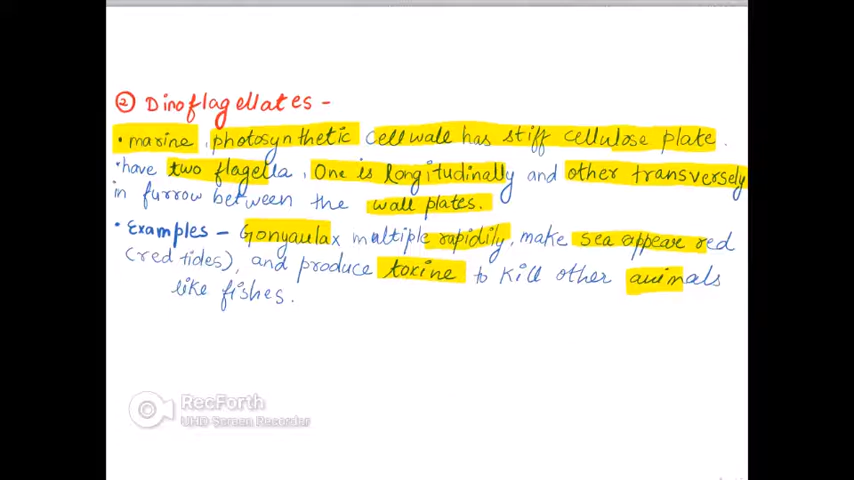 ② Dinoflagellates -
• marine, photosynthetic cell wall has stiff cellulose plate.
• have two flagella. One is longitudinally and other transversely
in furrow between the wall plates.
• Examples - Gonyaulax multiple rapidily, make sea appear red
(red tides), and produce toxine to kill other animals
like fishes.
RecForth
UHD Screen Recorder